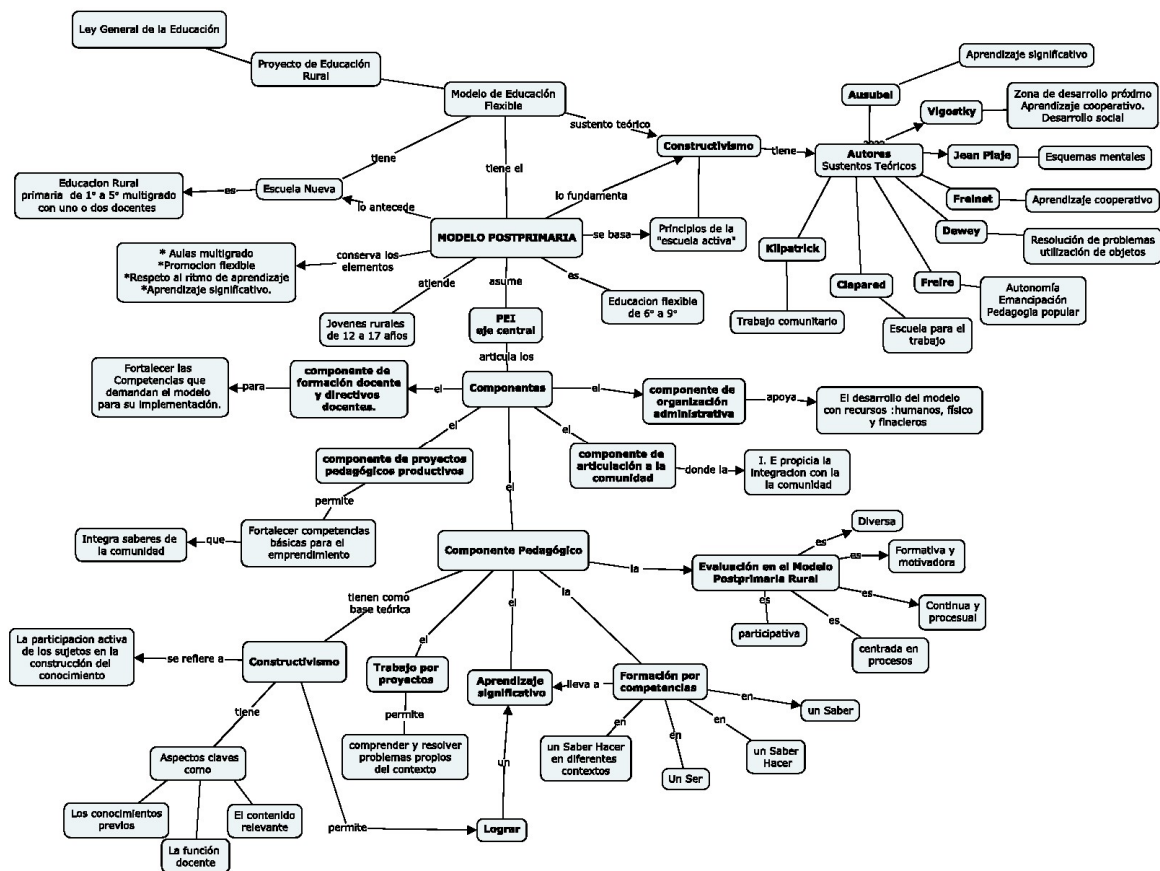 Ley General de la Educación
Proyecto de Educación
Rural
Modelo de Educación
Flexible
sustento teórico
Constructivismo
tiene
Autores
Sustentos Teóricos
Ausubel
Aprendizaje significativo
Vigostky
Zona de desarrollo próximo
Aprendizaje cooperativo.
Desarrollo social
Jean Piaje
Esquemas mentales
Freinet
Aprendizaje cooperativo
Dewey
Resolución de problemas
utilización de objetos
Freire
Autonomía
Emancipación
Pedagogia popular
Clapared
Escuela para el
trabajo
Kilpatrick
Trabajo comunitario
tiene
Escuela Nueva
es
Educacion Rural
primaria de 1° a 5° multigrado
con uno o dos docentes
tiene el
lo antecede
lo fundamenta
MODELO POSTPRIMARIA
se basa
Principios de la
"escuela activa"
conserva los
elementos
* Aulas multigrado
*Promocion flexible
*Respeto al ritmo de aprendizaje
*Aprendizaje significativo.
atiende
Jovenes rurales
de 12 a 17 años
asume
es
Educacion flexible
de 6° a 9°
PEI
eje central
articula los
Componentes
el
componente de
formación docente
y directivos
docentes.
para
Fortalecer las
Competencias que
demandan el modelo
para su implementación.
el
componente de
organización
administrativa
apoya
El desarrollo del modelo
con recursos :humanos, físico
y finacieros
el
componente de proyectos
pedagógicos productivos
permite
Fortalecer competencias
básicas para el
emprendimiento
que
Integra saberes de
la comunidad
el
componente de
articulación a la
comunidad
donde la
I. E propicia la
integracion con la
la comunidad
el
Componente Pedagógico
la
Evaluación en el Modelo
Postprimaria Rural
es
Diversa
es
Formativa y
motivadora
es
Continua y
procesual
es
centrada en
procesos
es
participativa
tienen como
base teórica
Constructivismo
se refiere a
La participacion activa
de los sujetos en la
construcción del
conocimiento
tiene
Aspectos claves
como
Los conocimientos
previos
La función
docente
El contenido
relevante
permite
Lograr
un
el
Trabajo por
proyectos
permite
comprender y resolver
problemas propios
del contexto
el
Aprendizaje
significativo
la
Formación por
competencias
lleva a
en
un Saber Hacer
en diferentes
contextos
en
Un Ser
en
un Saber
Hacer
en
un Saber